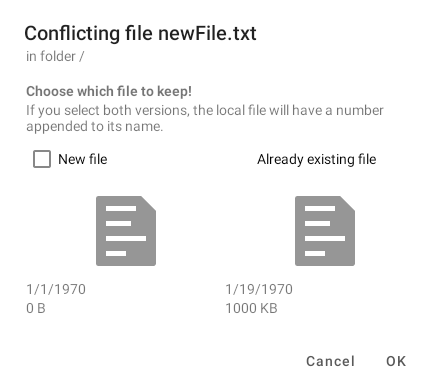 Conflicting file newFile.txt
in folder /
Choose which file to keep!
If you select both versions, the local file will have a number
appended to its name.
New file
Already existing file
1/1/1970
1/19/1970
0 B
1000 KB
Cancel
OK